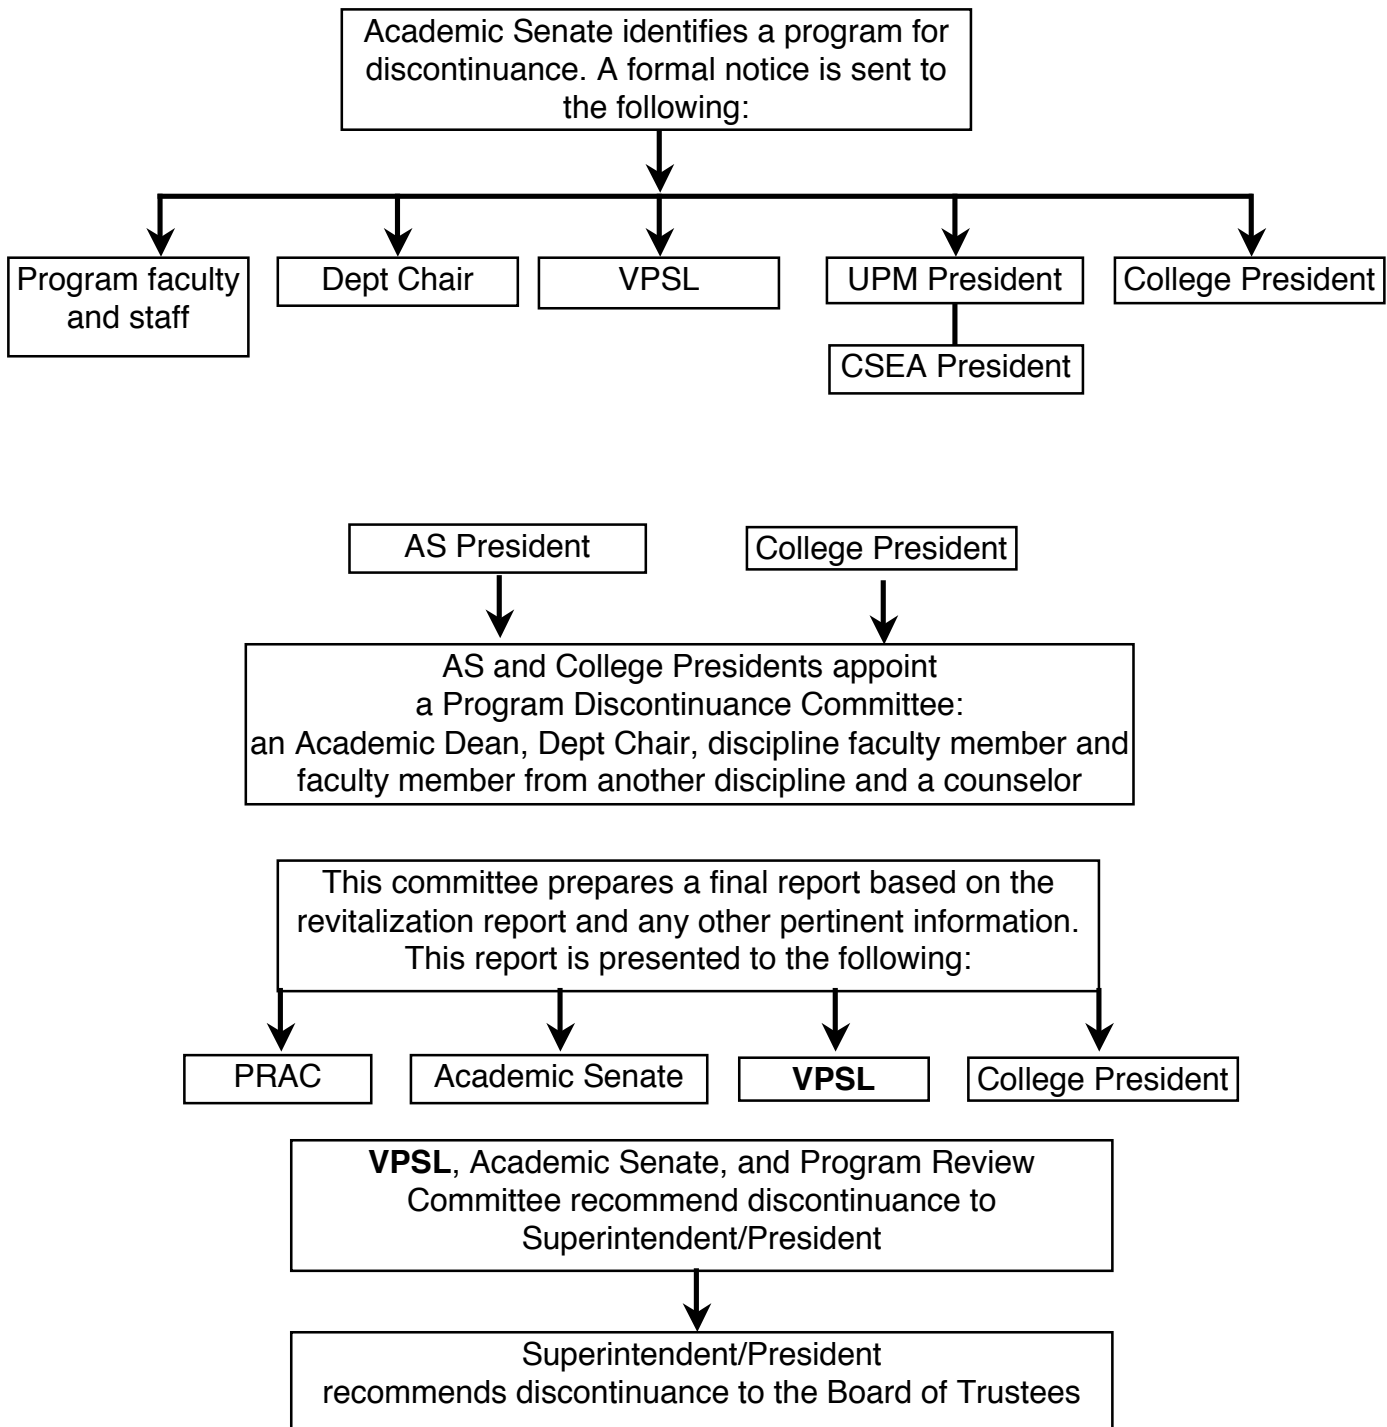 Academic Senate identifies a program for
discontinuance. A formal notice is sent to
the following:
Program faculty
and staff
Dept Chair
VPSL
UPM President
College President
CSEA President
AS President
College President
AS and College Presidents appoint
a Program Discontinuance Committee:
an Academic Dean, Dept Chair, discipline faculty member and
faculty member from another discipline and a counselor
This committee prepares a final report based on the
revitalization report and any other pertinent information.
This report is presented to the following:
PRAC
Academic Senate
VPSL
College President
VPSL, Academic Senate, and Program Review
Committee recommend discontinuance to
Superintendent/President
Superintendent/President
recommends discontinuance to the Board of Trustees